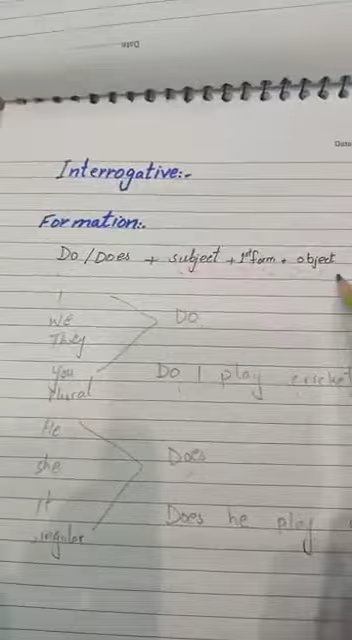 Date
Date
Interrogative:-
Formation:-
Do/Does + subject + 1st form + object
I
We
They
Do
You
Plural
Do I play cricket
He
She
Does
It
Singular
Does he play